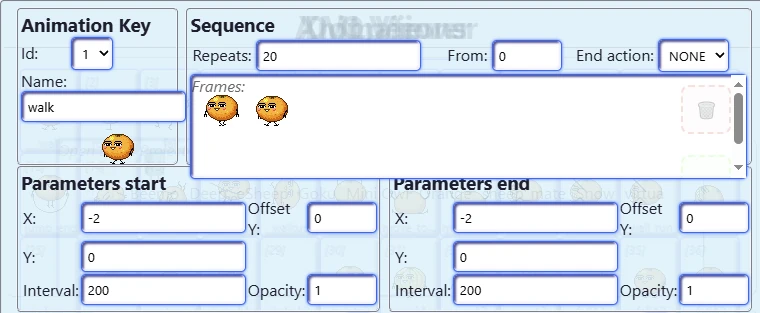 Animation Key
Id: 1
Name:
walk
Sequence
Repeats: 20 From: 0 End action: NONE
Frames:
Parameters start
X: -2 Offset Y: 0
Y: 0
Interval: 200 Opacity: 1
Parameters end
X: -2 Offset Y: 0
Y: 0
Interval: 200 Opacity: 1